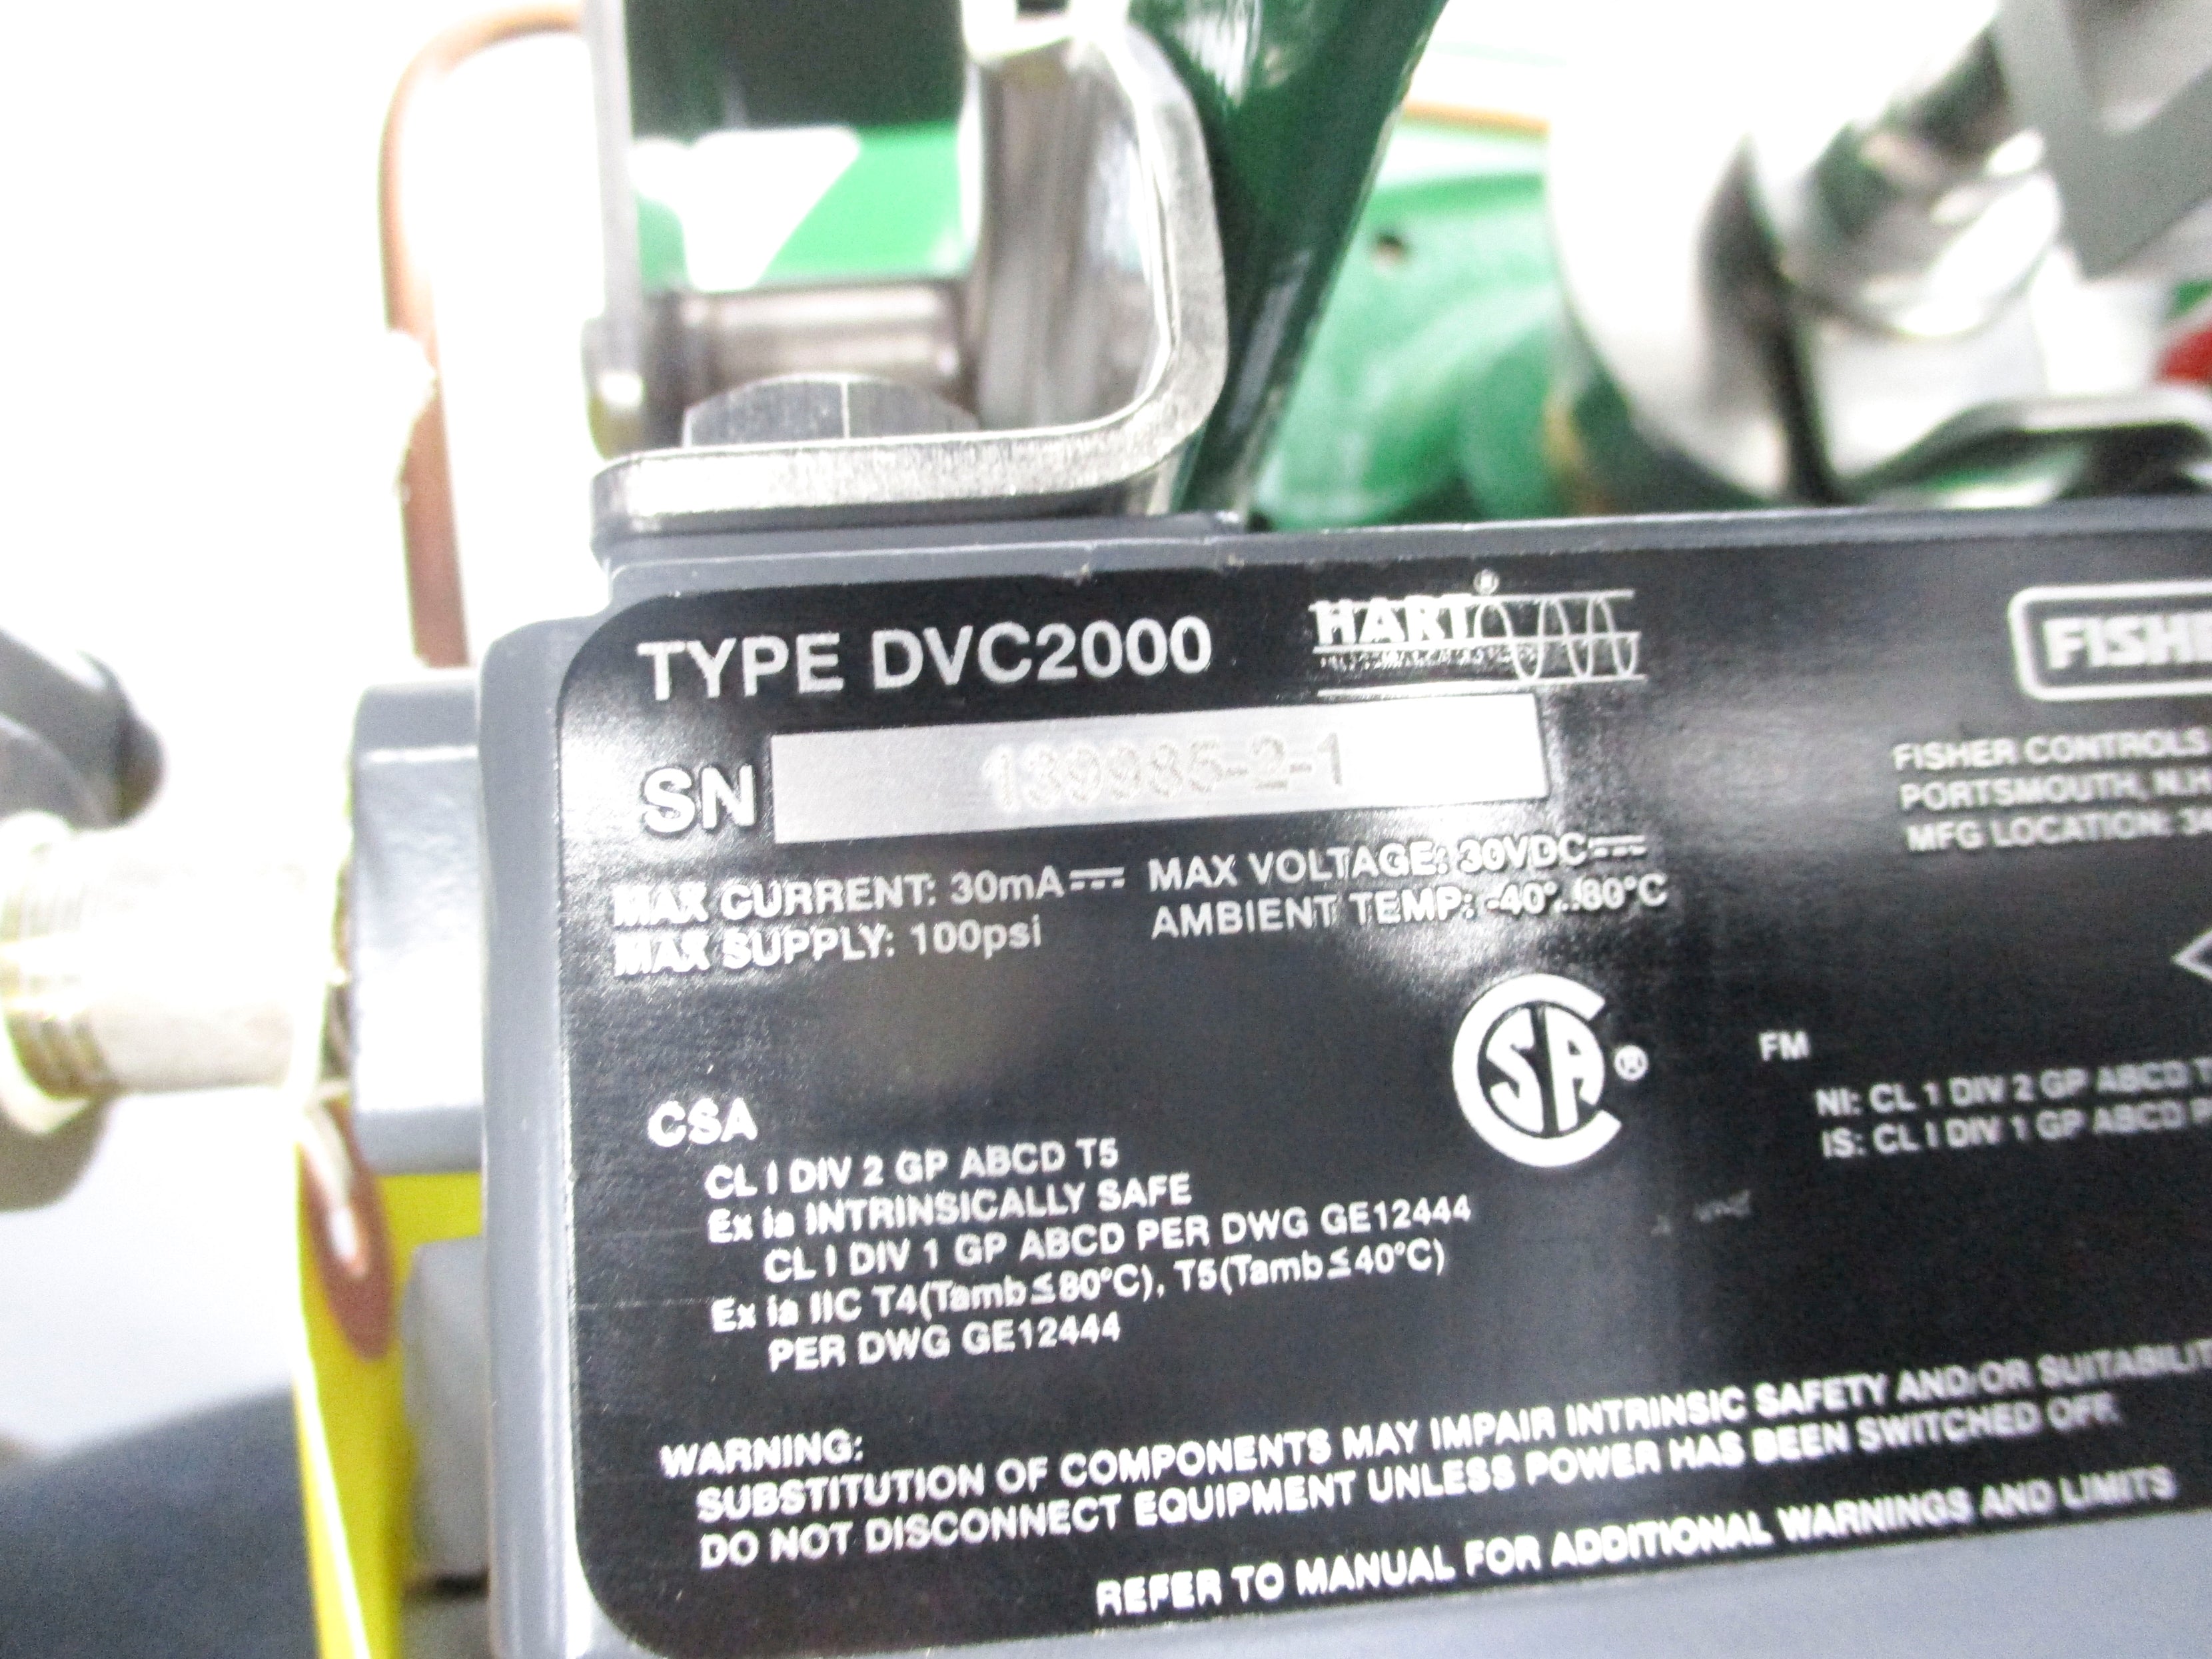 TYPE DVC2000
HART®
FISHE
SN 139985-2-1
FISHER CONTROLS
PORTSMOUTH, N.H
MFG LOCATION:
MAX CURRENT: 30mA⎓ MAX VOLTAGE: 30VDC⎓
MAX SUPPLY: 100psi AMBIENT TEMP: -40°..80°C
CSA
SA®
CL I DIV 2 GP ABCD T5
Ex ia INTRINSICALLY SAFE
CL I DIV 1 GP ABCD PER DWG GE12444
Ex ia IIC T4(Tamb≤80°C), T5(Tamb≤40°C)
PER DWG GE12444
FM
NI: CL 1 DIV 2 GP ABCD T
IS: CL I DIV 1 GP ABCD
WARNING:
SUBSTITUTION OF COMPONENTS MAY IMPAIR INTRINSIC SAFETY AND/OR SUITABILIT
DO NOT DISCONNECT EQUIPMENT UNLESS POWER HAS BEEN SWITCHED OFF.
REFER TO MANUAL FOR ADDITIONAL WARNINGS AND LIMITS